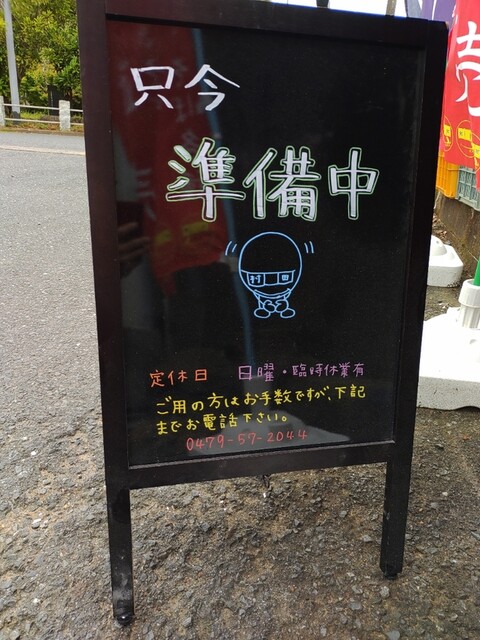 只今
準備中
村田
定休日 日曜・臨時休業有
ご用の方はお手数ですが、下記
までお電話下さい。
0479-57-2044